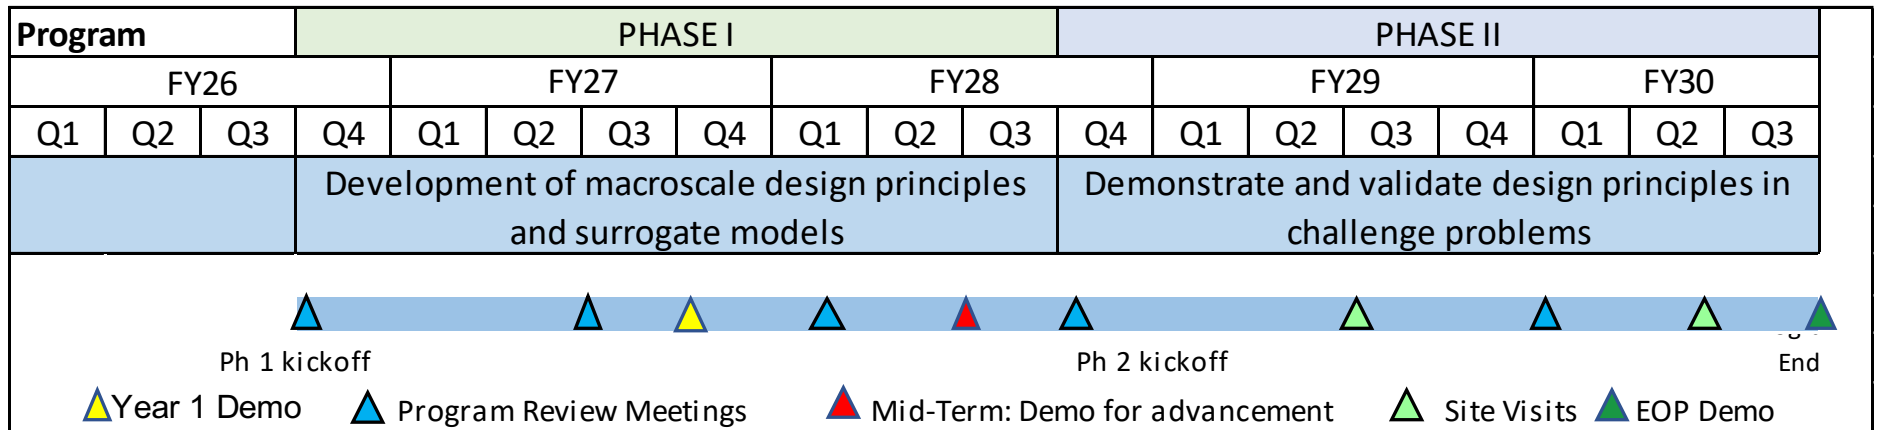 Program PHASE I PHASE II
FY26 FY27 FY28 FY29 FY30
Q1 Q2 Q3 Q4 Q1 Q2 Q3 Q4 Q1 Q2 Q3 Q4 Q1 Q2 Q3 Q4 Q1 Q2 Q3
Development of macroscale design principles
and surrogate models
Demonstrate and validate design principles in
challenge problems
Ph 1 kickoff Ph 2 kickoff End
Year 1 Demo Program Review Meetings Mid-Term: Demo for advancement Site Visits EOP Demo